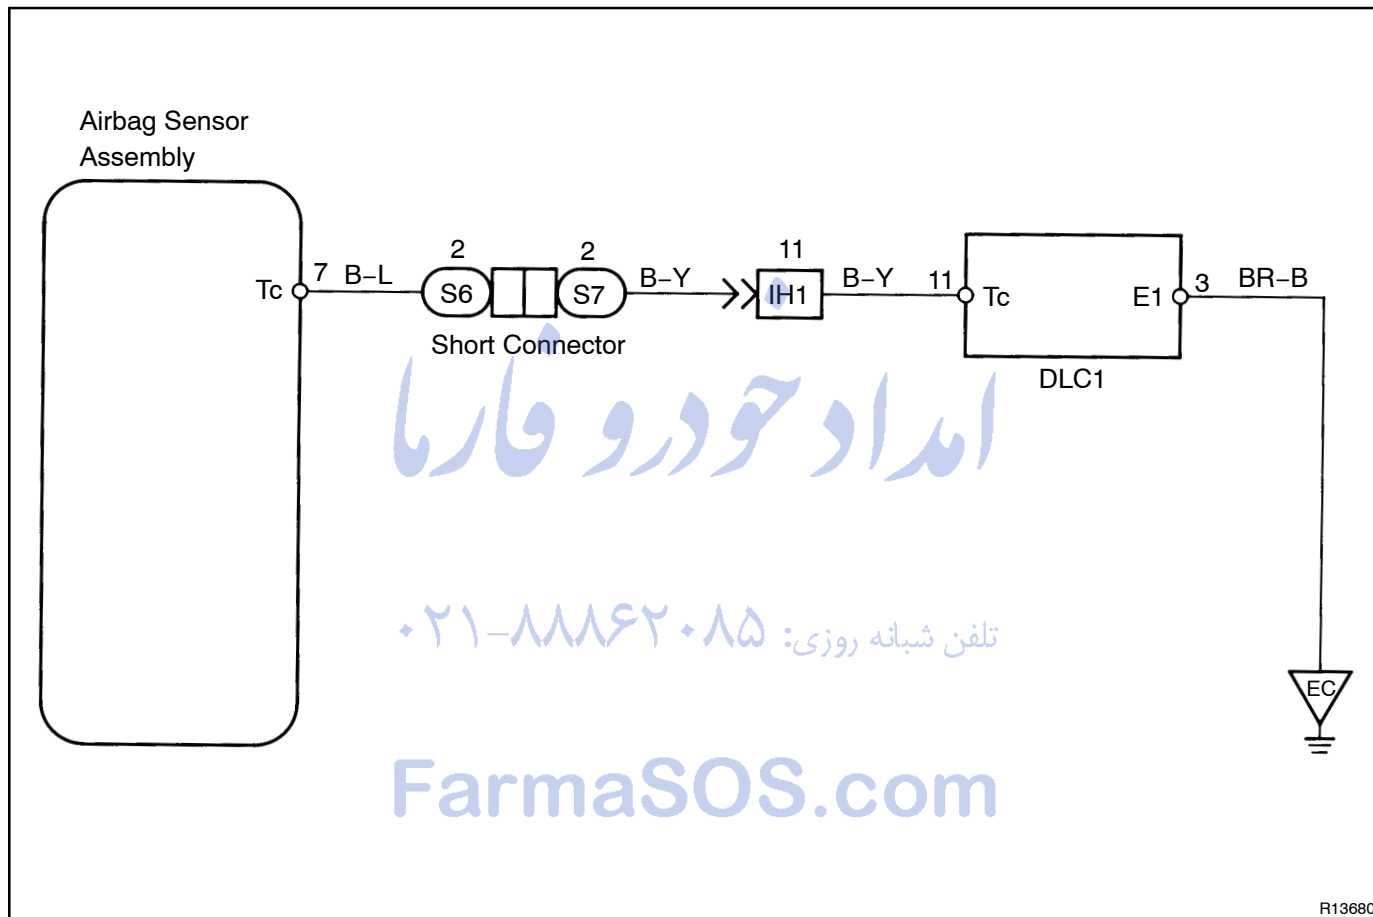 Airbag Sensor
Assembly
Tc
7
B–L
2
S6
2
S7
Short Connector
B–Y
11
IH1
B–Y
11
Tc
E1
3
BR–B
DLC1
EC
امداد خودرو فارما
تلفن شبانه روزی: ۰۲۱-۸۸۸۶۲۰۸۵
FarmaSOS.com
R13680